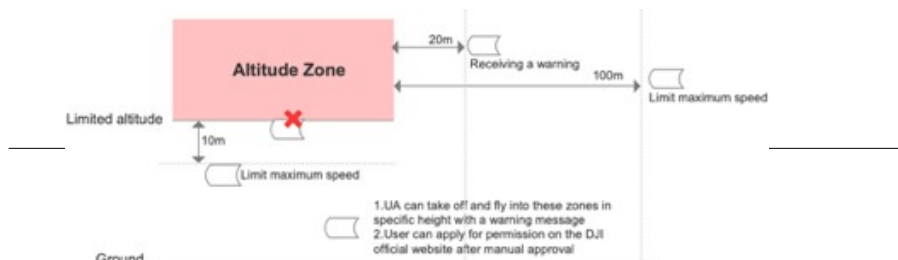 20m
Receiving a warning
Altitude Zone
100m
Limit maximum speed
Limited altitude
10m
Limit maximum speed
1.UA can take off and fly into these zones in
specific height with a warning message
2.User can apply for permission on the DJI
official website after manual approval
Ground